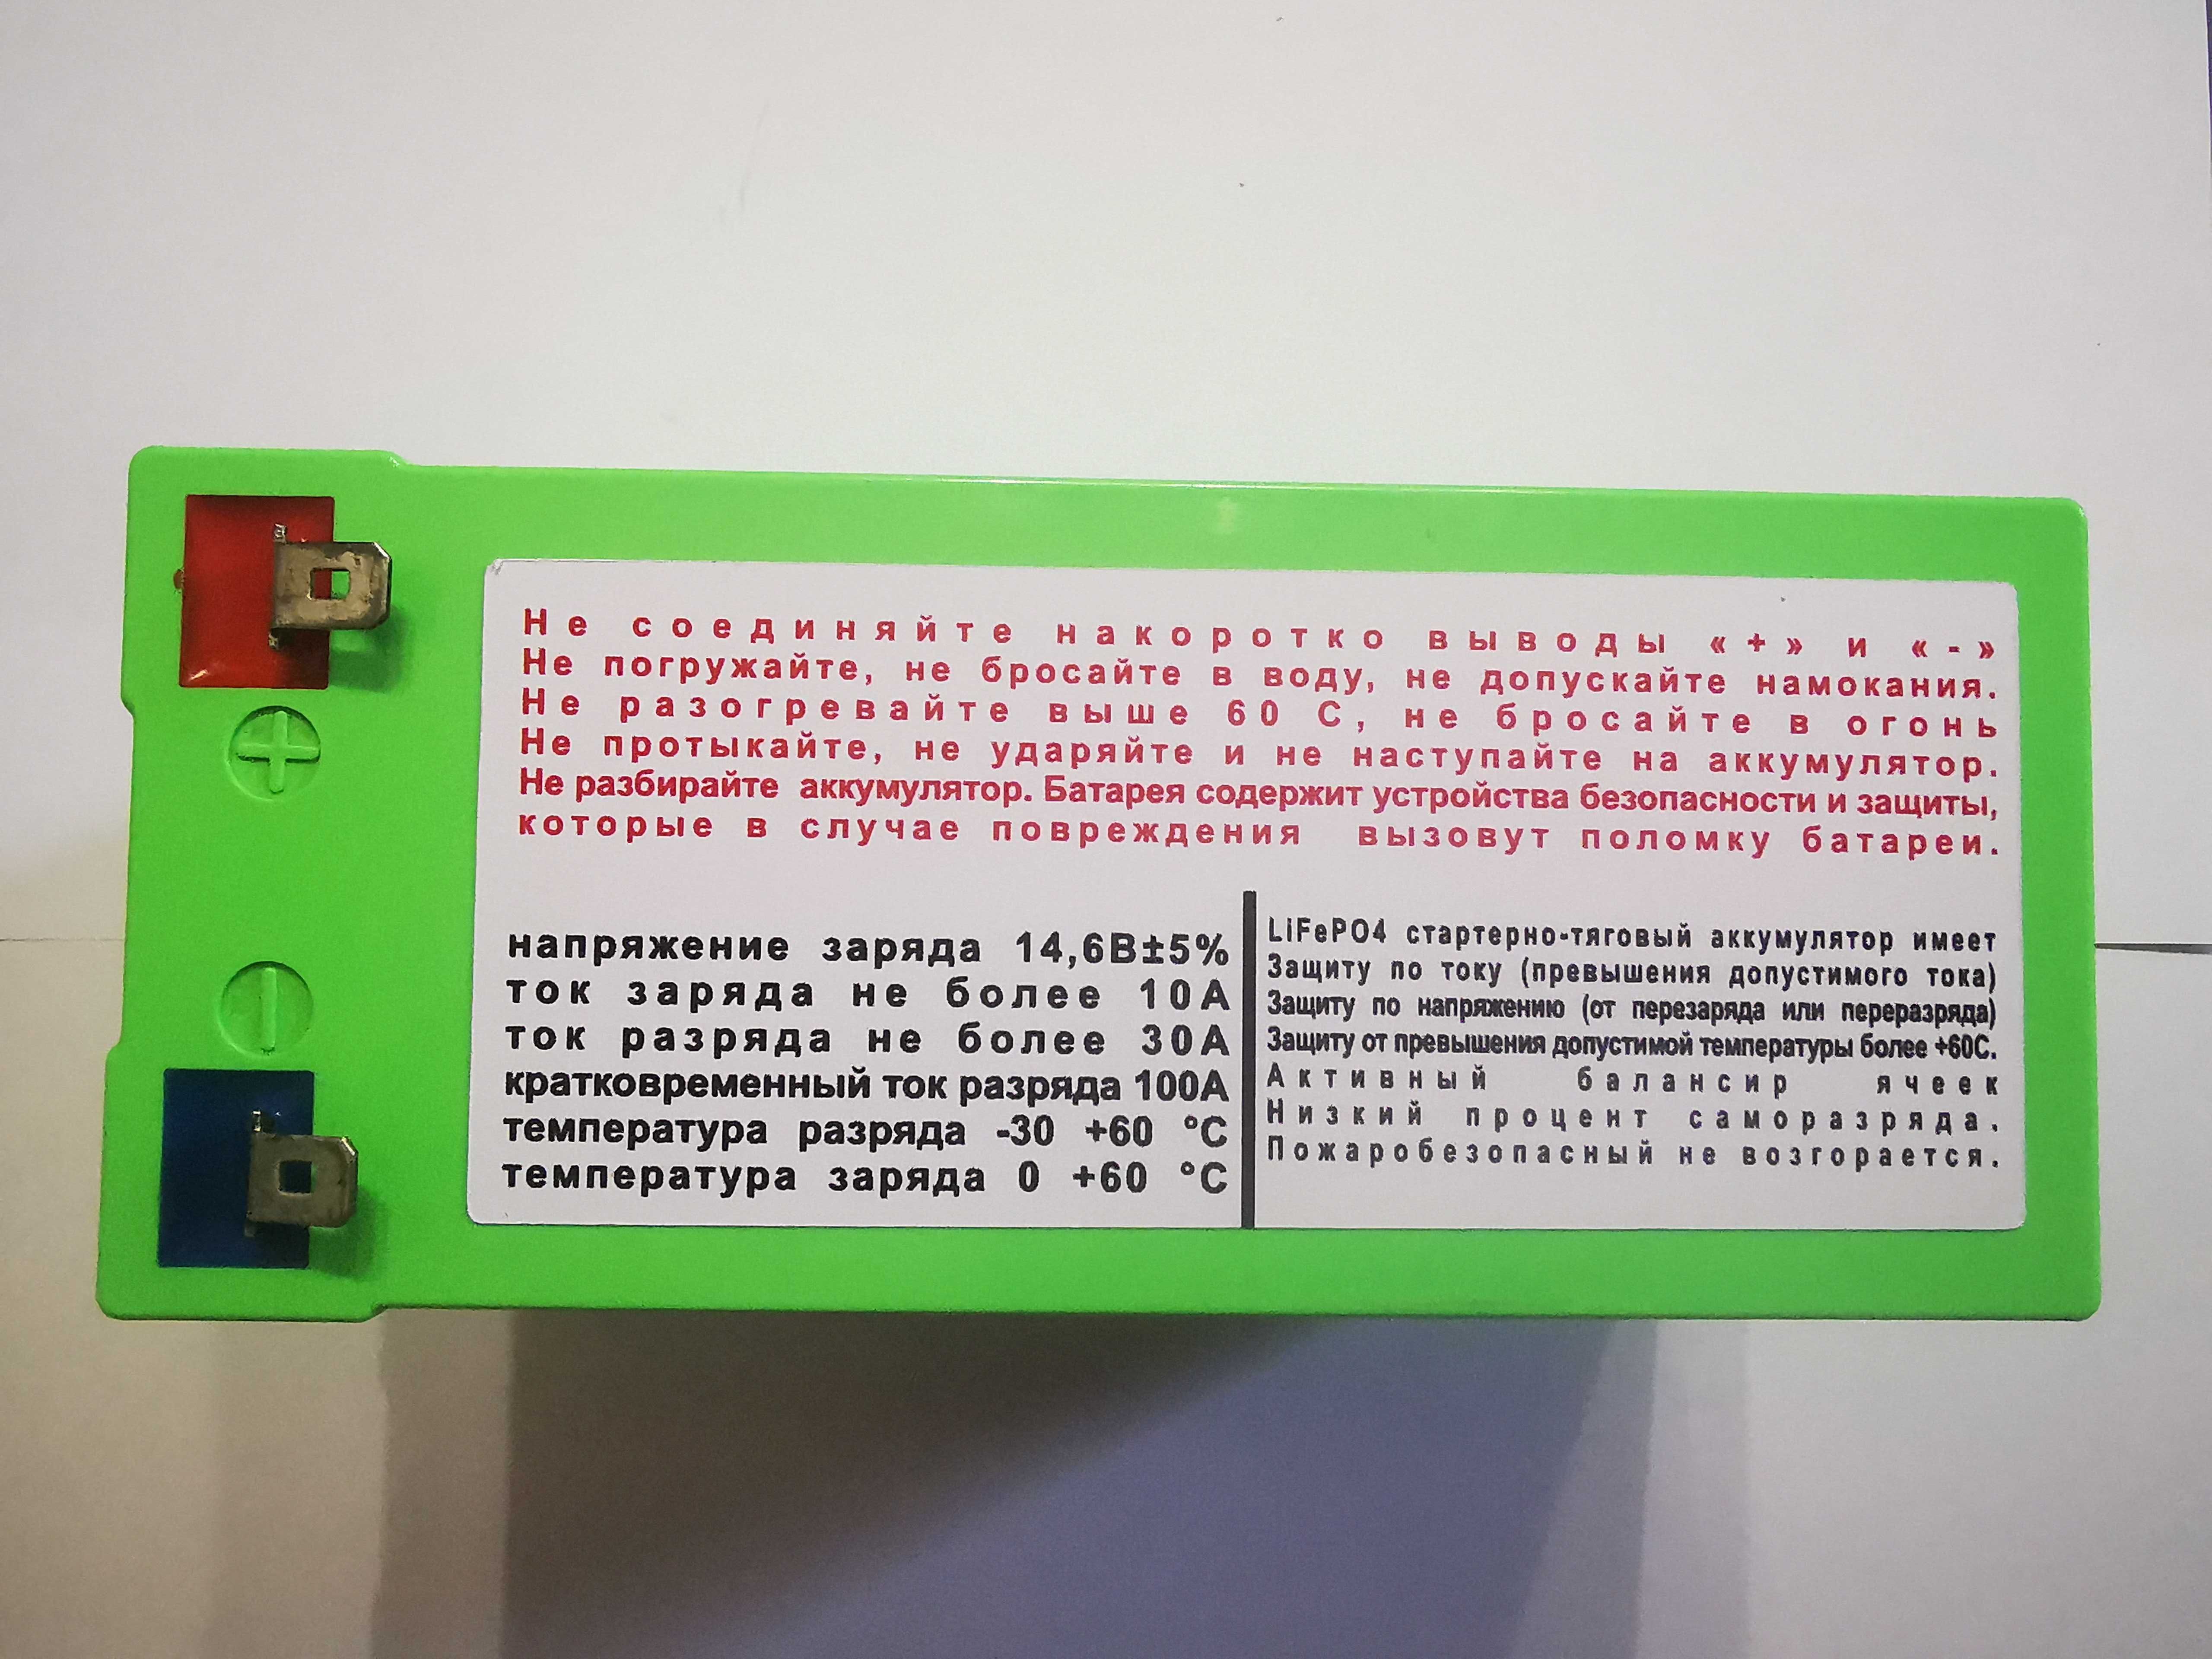 Не соединяйте накоротко выводы «+» и «-»
Не погружайте, не бросайте в воду, не допускайте намокания.
Не разогревайте выше 60 С, не бросайте в огонь
Не протыкайте, не ударяйте и не наступайте на аккумулятор.
Не разбирайте аккумулятор. Батарея содержит устройства безопасности и защиты,
которые в случае повреждения вызовут поломку батареи.
напряжение заряда 14,6В±5%
ток заряда не более 10А
ток разряда не более 30А
кратковременный ток разряда 100А
температура разряда -30 +60 °С
температура заряда 0 +60 °С
LiFePO4 стартерно-тяговый аккумулятор имеет
Защиту по току (превышения допустимого тока)
Защиту по напряжению (от перезаряда или переразряда)
Защиту от превышения допустимой температуры более +60С.
Активный балансир ячеек
Низкий процент саморазряда.
Пожаробезопасный не возгорается.